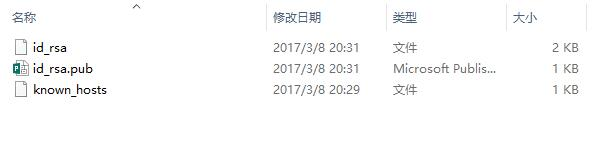 名称 修改日期 类型 大小
id_rsa 2017/3/8 20:31 文件 2 KB
id_rsa.pub 2017/3/8 20:31 Microsoft Publis... 1 KB
known_hosts 2017/3/8 20:29 文件 1 KB